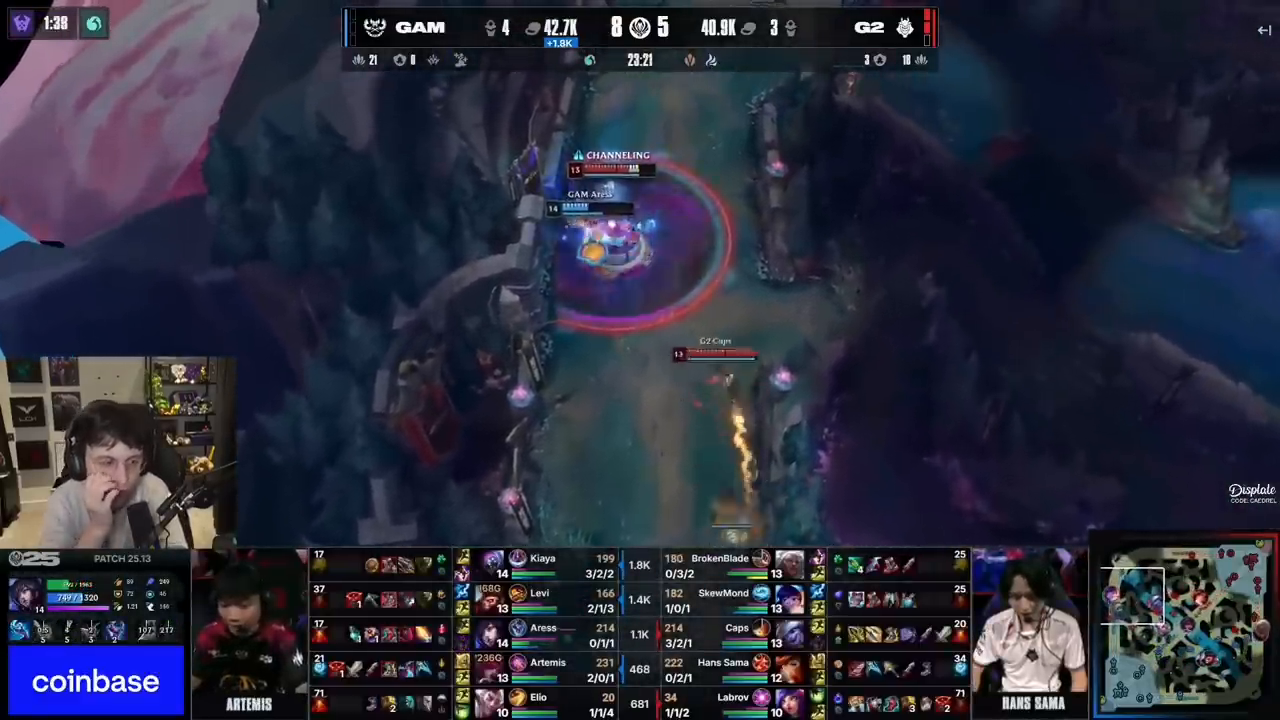 1:38
GAM 4 42.7K 8 5 40.9K 3 G2
+1.8K
21 0 23:21 3 18
CHANNELING
13
GAM Aress
14
G2 Caps
13
Displate
CODE: CAEDREL
25 PATCH 25.13
749 / 1320
14
coinbase
ARTEMIS
17 Kiaya 199 1.8K 180 BrokenBlade 25
14 3/2/2 0/3/2 13
37 Levi 166 1.4K 182 SkewMond 25
13 2/1/3 1/0/1 13
17 Aress 214 1.1K 214 Caps 20
14 0/1/1 3/2/1 13
21 Artemis 231 468 222 Hans Sama 34
13 2/0/1 0/2/1 12
71 Elio 20 681 34 Labrov 71
10 1/1/4 1/1/2 10
HANS SAMA